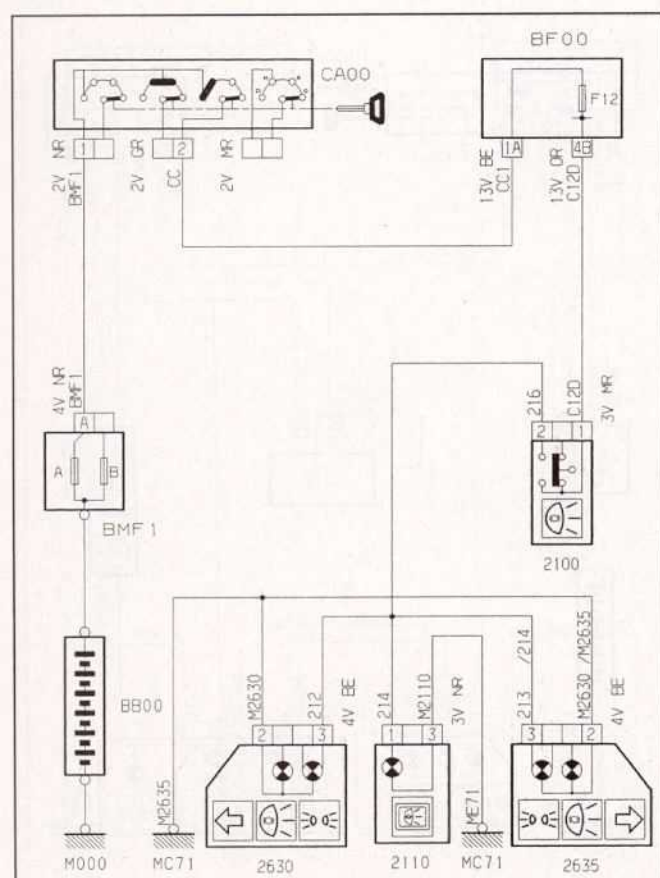 BF00
CA00
F12
1 2 1A 4B
2V NR
BMF1
2V GR
CC
2V MR
13V BE
CC1
13V OR
C12D
4V NR
BMF1
A
A B
BMF1
216
C12D
3V MR
2 1
2100
BB00
M2635
M2630
212
4V BE
214
M2110
3V NR
/214
213
M2630 /M2635
4V BE
2 3
1 3
3 2
ME71
M000
MC71
2630
2110
MC71
2635